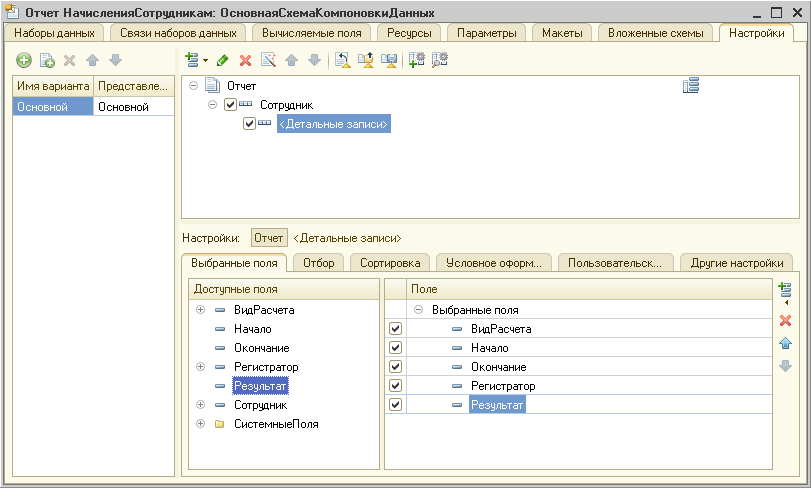 Отчет НачисленияСотрудникам: ОсновнаяСхемаКомпоновкиДанных
Наборы данных Связи наборов данных Вычисляемые поля Ресурсы Параметры Макеты Вложенные схемы Настройки
Имя варианта Представле...
Основной Основной
Отчет
Сотрудник
<Детальные записи>
Настройки: Отчет <Детальные записи>
Выбранные поля Отбор Сортировка Условное оформ... Пользовательск... Другие настройки
Доступные поля Поле
ВидРасчета Выбранные поля
Начало ВидРасчета
Окончание Начало
Регистратор Окончание
Результат Регистратор
Сотрудник Результат
СистемныеПоля